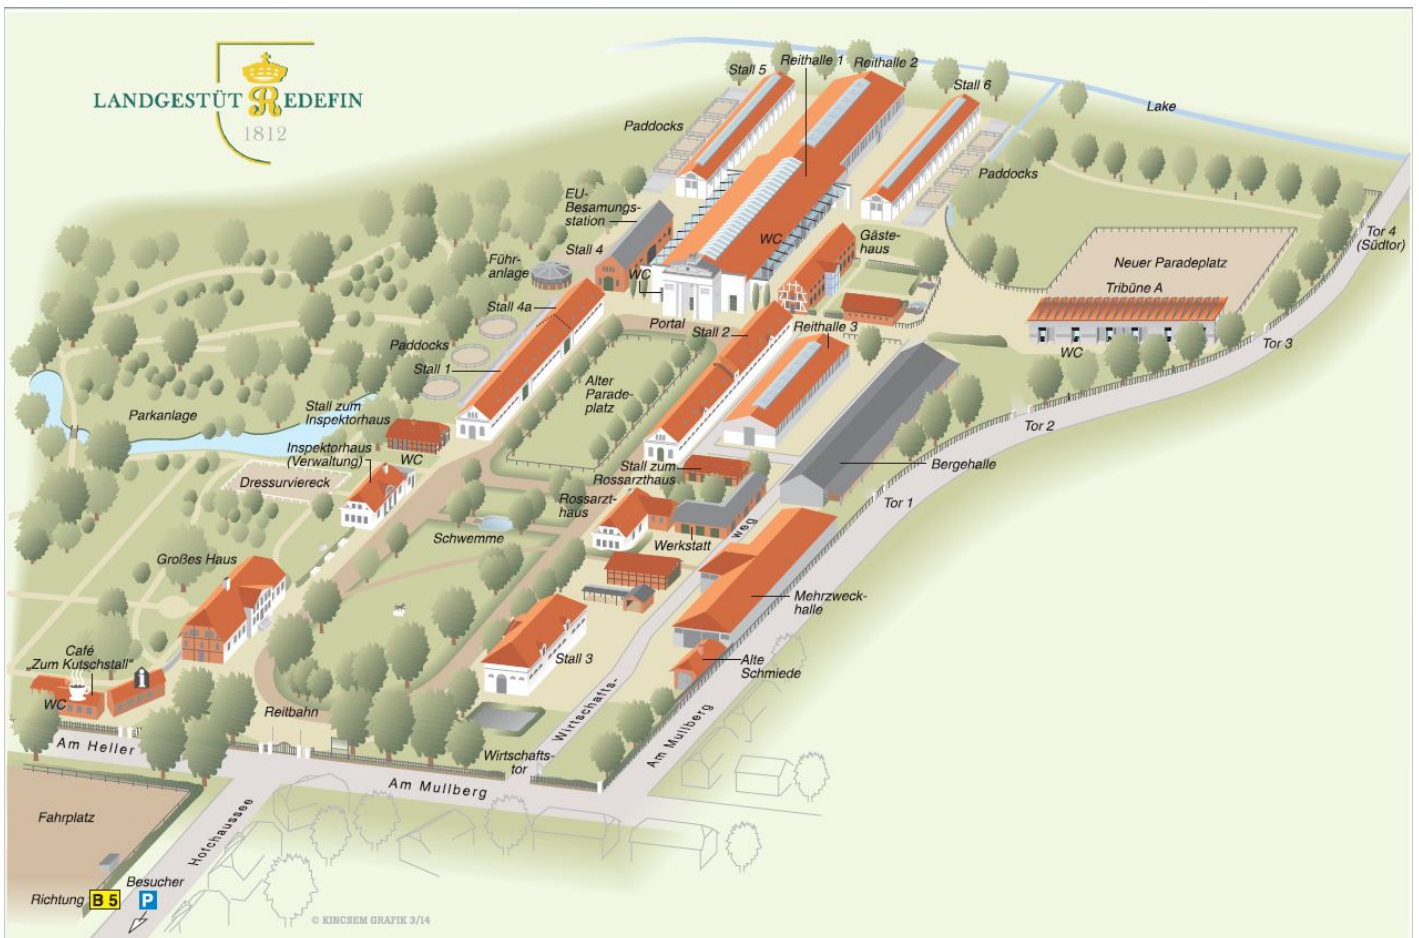 LANDGESTÜT REDEFIN
1812
Stall 5
Reithalle 1
Reithalle 2
Stall 6
Lake
Paddocks
Paddocks
EU-
Besamungs-
station
Stall 4
WC
Gäste-
haus
Tor 4
(Südtor)
Führ-
anlage
WC
Neuer Paradeplatz
Tribüne A
Stall 4a
Portal
Stall 2
Reithalle 3
Tor 3
WC
Paddocks
Stall 1
Alter
Parade-
platz
Parkanlage
Stall zum
Inspektorhaus
WC
Tor 2
Inspektorhaus
(Verwaltung)
Stall zum
Rossarzthaus
Bergehalle
Dressurviereck
Rossarzt-
haus
Tor 1
Schwemme
Werkstatt
weg
Großes Haus
Mehrzweck-
halle
Café
„Zum Kutschstall“
i
Stall 3
Alte
Schmiede
WC
Reitbahn
Wirtschafts-
Am Mullberg
Am Heller
Wirtschafts-
tor
Am Mullberg
Fahrplatz
Hofchaussee
Besucher
Richtung B 5
P
© KINCSEM GRAFIK 3/14